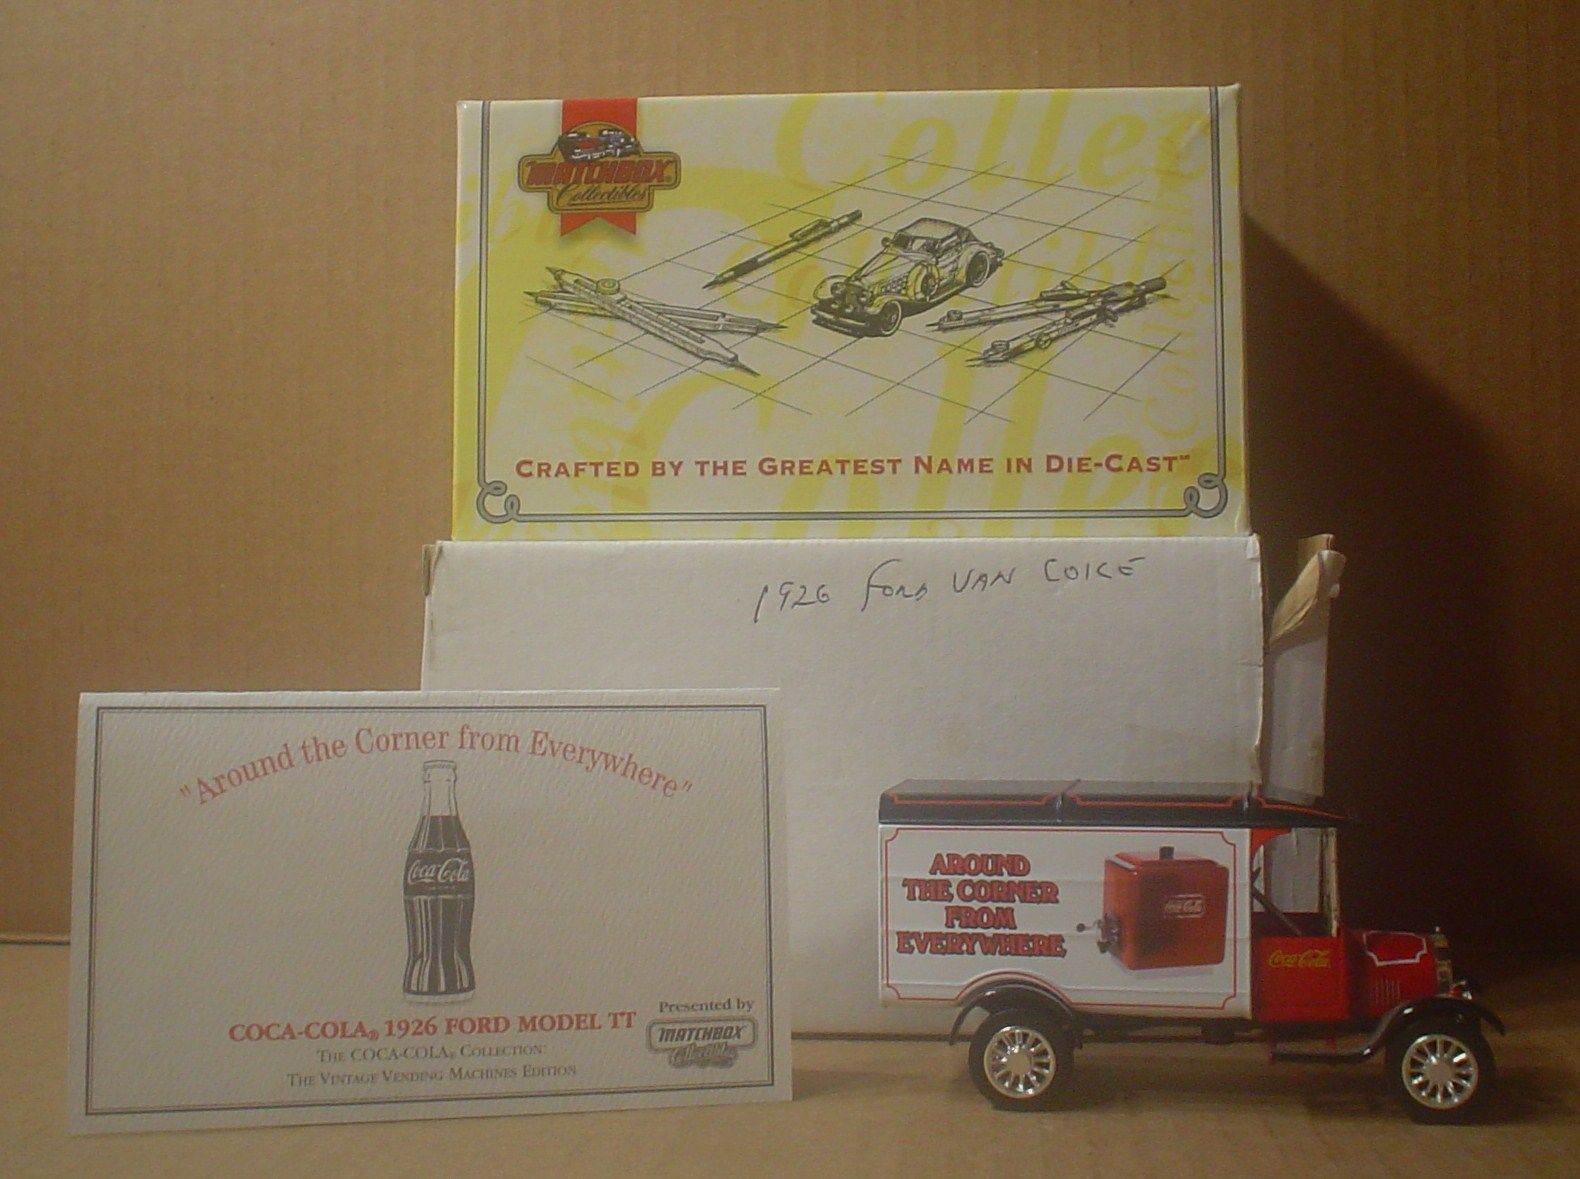 MATCHBOX®
Collectibles
CRAFTED BY THE GREATEST NAME IN DIE-CAST℠
1926 FORD VAN COKE
"Around the Corner from Everywhere"
Coca-Cola
COCA-COLA® 1926 FORD MODEL TT
THE COCA-COLA® COLLECTION:
THE VINTAGE VENDING MACHINES EDITION
Presented by
MATCHBOX
Collectibles
AROUND
THE CORNER
FROM
EVERYWHERE
Coca-Cola
Coca-Cola